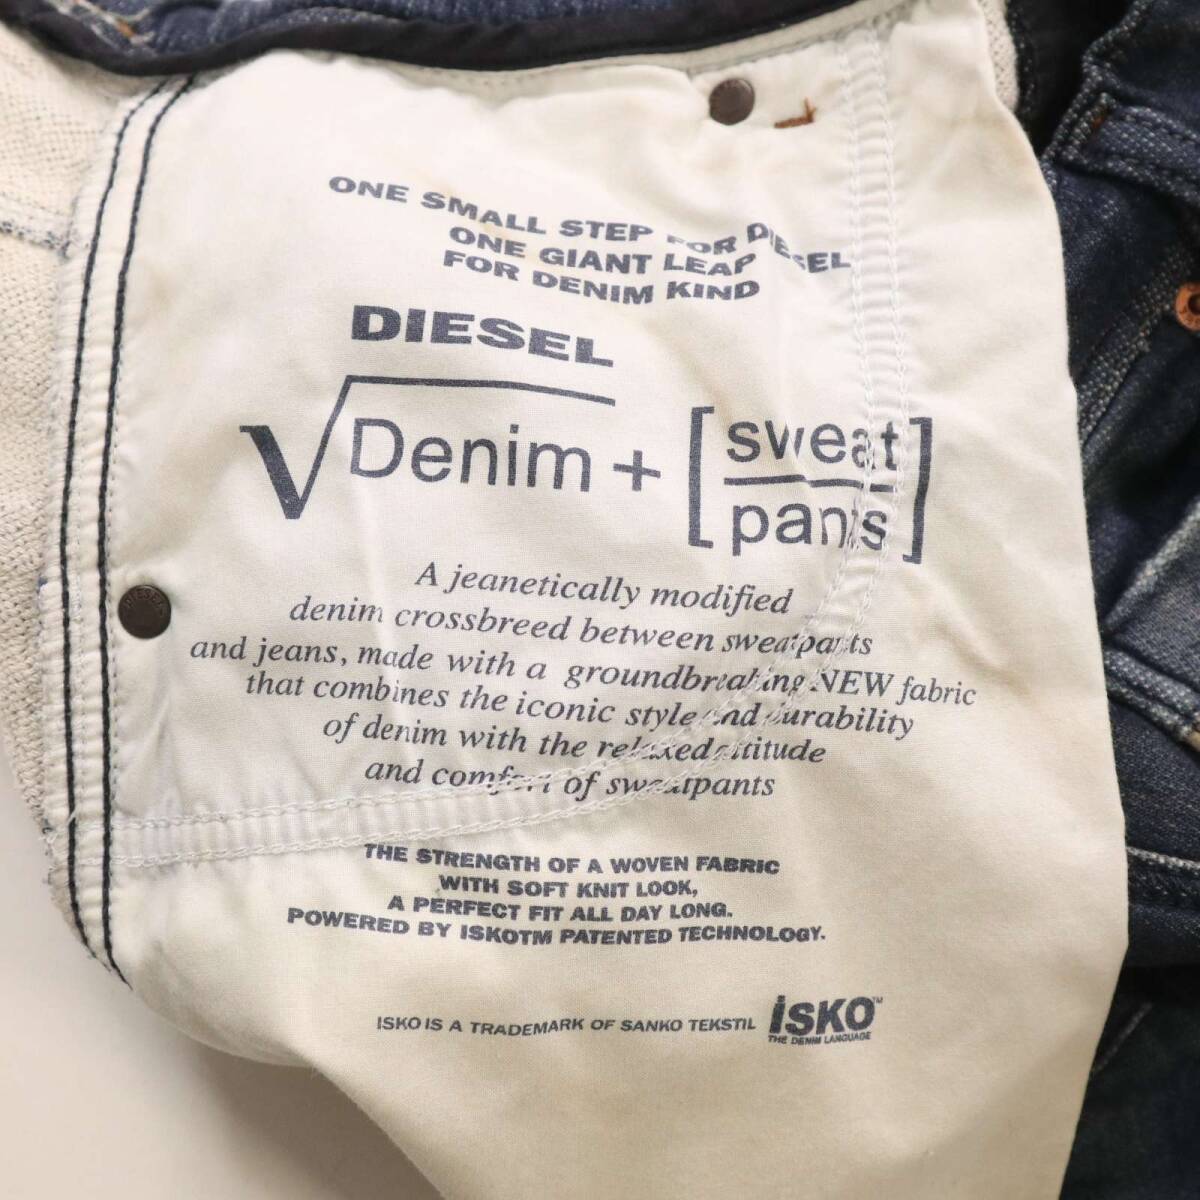 ONE SMALL STEP FOR DIESEL
ONE GIANT LEAP
FOR DENIM KIND
DIESEL
√Denim + [sweat
pants]
A jeanetically modified
denim crossbreed between sweatpants
and jeans, made with a groundbreaking NEW fabric
that combines the iconic style and durability
of denim with the relaxed attitude
and comfort of sweatpants
THE STRENGTH OF A WOVEN FABRIC
WITH SOFT KNIT LOOK,
A PERFECT FIT ALL DAY LONG.
POWERED BY ISKOTM PATENTED TECHNOLOGY.
ISKO IS A TRADEMARK OF SANKO TEKSTIL
İSKO™
THE DENIM LANGUAGE
DIESEL